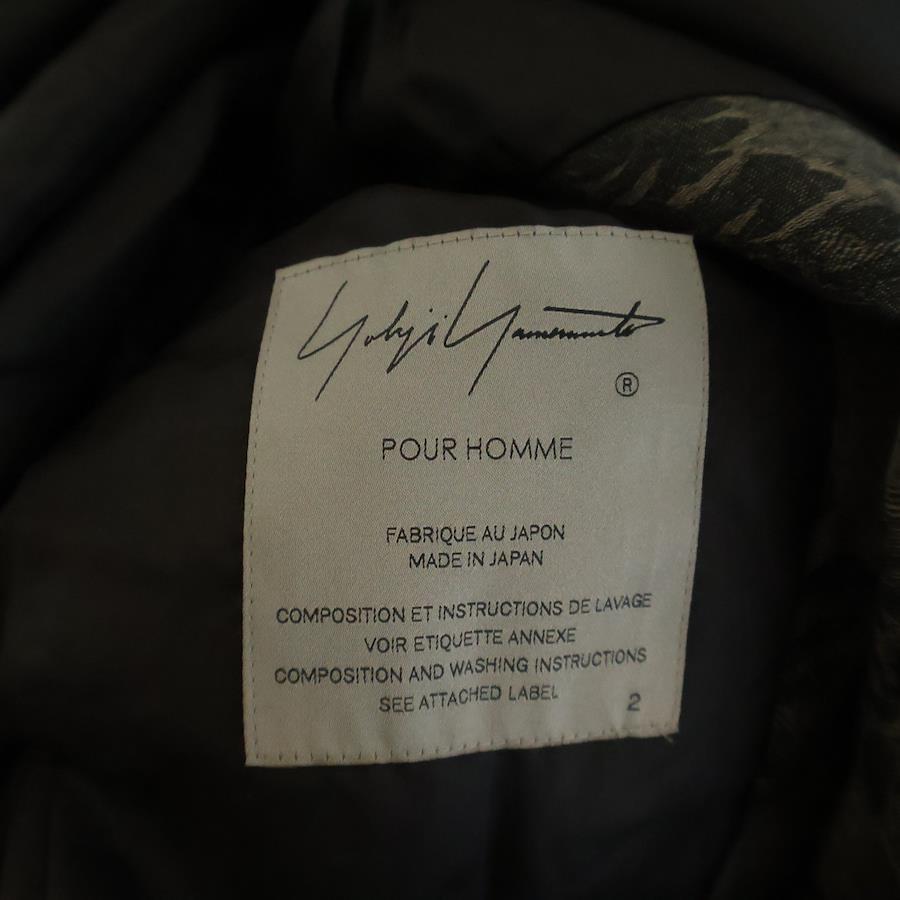 Yohji Yamamoto
®
POUR HOMME
FABRIQUE AU JAPON
MADE IN JAPAN
COMPOSITION ET INSTRUCTIONS DE LAVAGE
VOIR ETIQUETTE ANNEXE
COMPOSITION AND WASHING INSTRUCTIONS
SEE ATTACHED LABEL
2